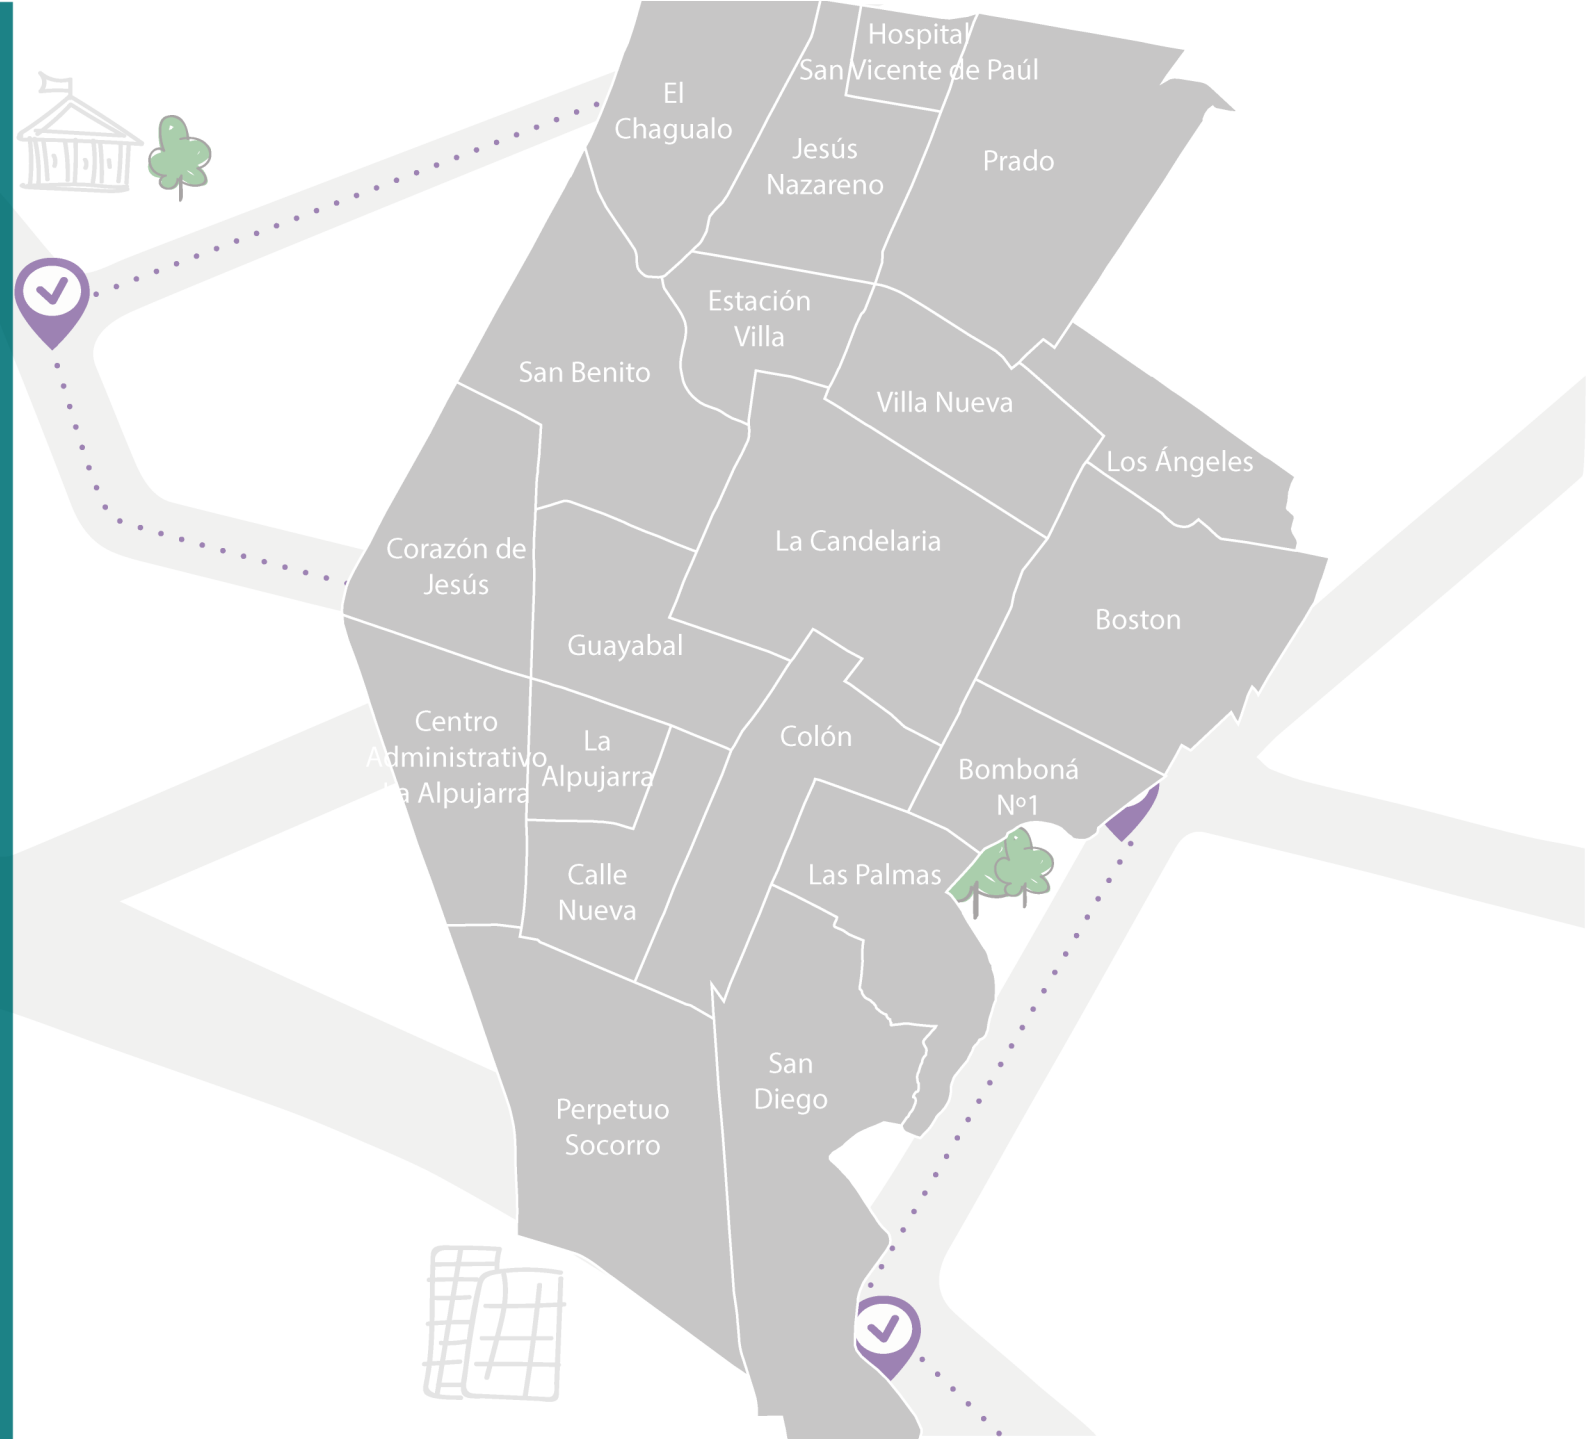 Hospital
San Vicente de Paúl
El
Chagualo
Jesús
Nazareno
Prado
Estación
Villa
San Benito
Villa Nueva
Los Ángeles
Corazón de
Jesús
La Candelaria
Boston
Guayabal
Centro
Administrativo
La Alpujarra
La
Alpujarra
Colón
Bomboná
Nº1
Calle
Nueva
Las Palmas
San
Diego
Perpetuo
Socorro